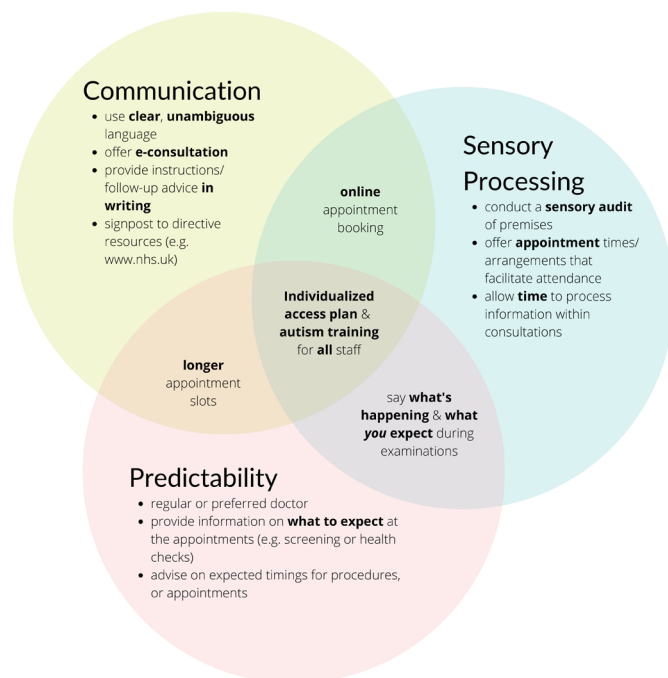 Communication
• use clear, unambiguous
language
• offer e-consultation
• provide instructions/
follow-up advice in
writing
• signpost to directive
resources (e.g.
www.nhs.uk)
Sensory
Processing
• conduct a sensory audit
of premises
• offer appointment times/
arrangements that
facilitate attendance
• allow time to process
information within
consultations
online
appointment
booking
Individualized
access plan &
autism training
for all staff
longer
appointment
slots
say what's
happening & what
you expect during
examinations
Predictability
• regular or preferred doctor
• provide information on what to expect at
the appointments (e.g. screening or health
checks)
• advise on expected timings for procedures,
or appointments